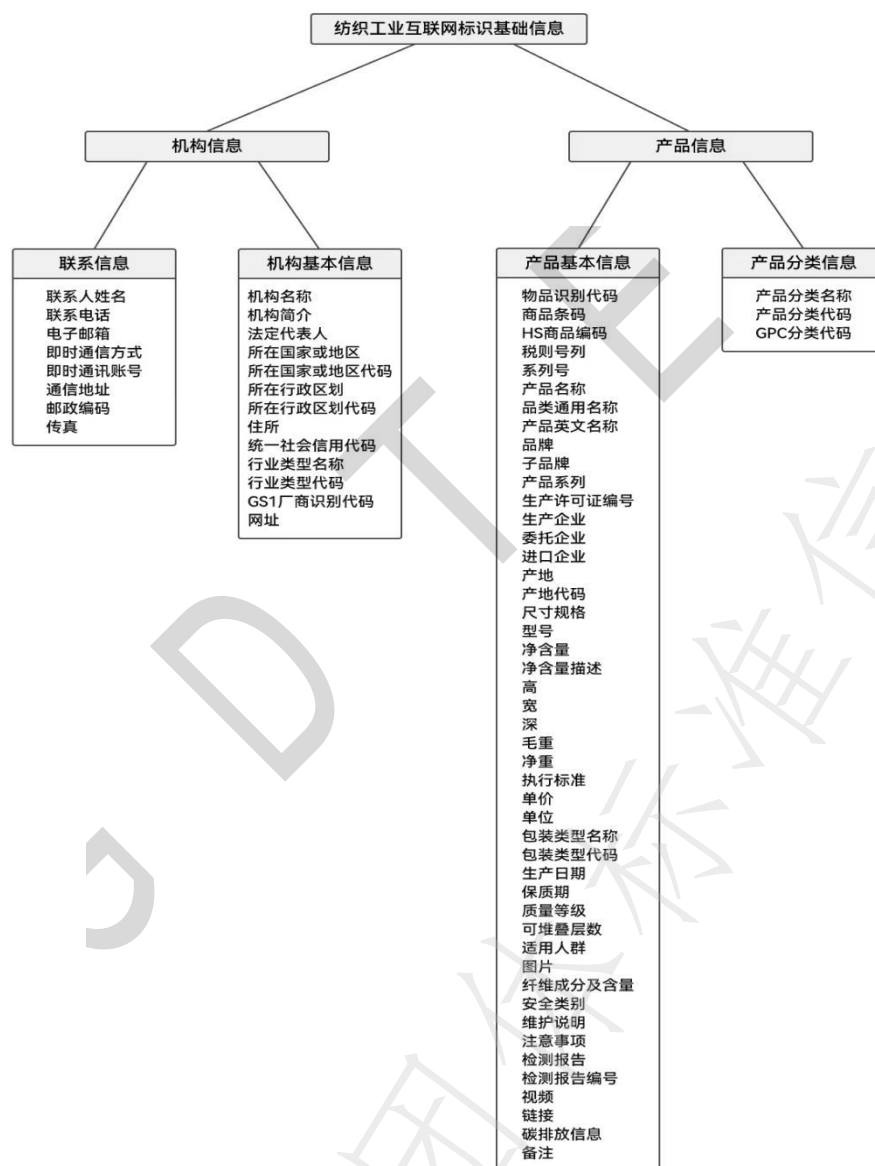 纺织工业互联网标识基础信息
机构信息
产品信息
联系信息
联系人姓名
联系电话
电子邮箱
即时通信方式
即时通讯账号
通信地址
邮政编码
传真
机构基本信息
机构名称
机构简介
法定代表人
所在国家或地区
所在国家或地区代码
所在行政区划
所在行政区划代码
住所
统一社会信用代码
行业类型名称
行业类型代码
GS1厂商识别代码
网址
产品基本信息
物品识别代码
商品条码
HS商品编码
税则号列
系列号
产品名称
品类通用名称
产品英文名称
品牌
子品牌
产品系列
生产许可证编号
生产企业
委托企业
进口企业
产地
产地代码
尺寸规格
型号
净含量
净含量描述
高
宽
深
毛重
净重
执行标准
单价
单位
包装类型名称
包装类型代码
生产日期
保质期
质量等级
可堆叠层数
适用人群
图片
纤维成分及含量
安全类别
维护说明
注意事项
检测报告
检测报告编号
视频
链接
碳排放信息
备注
产品分类信息
产品分类名称
产品分类代码
GPC分类代码
GDTE
团体标准信